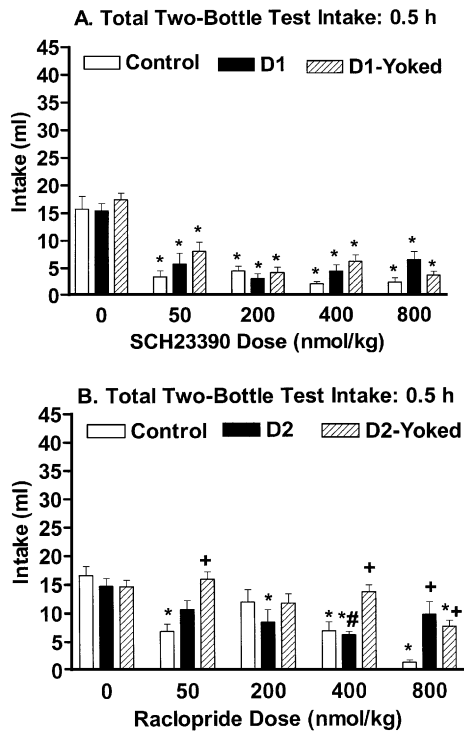 A. Total Two-Bottle Test Intake: 0.5 h
45
Control D1 D1-Yoked
40
35
30
25
20
15
10
5
0
Intake (ml)
* * * * * * * * * * * *
0 50 200 400 800
SCH23390 Dose (nmol/kg)
B. Total Two-Bottle Test Intake: 0.5 h
45
Control D2 D2-Yoked
40
35
30
25
20
15
10
5
0
Intake (ml)
* + * * *# + * + *+
0 50 200 400 800
Raclopride Dose (nmol/kg)